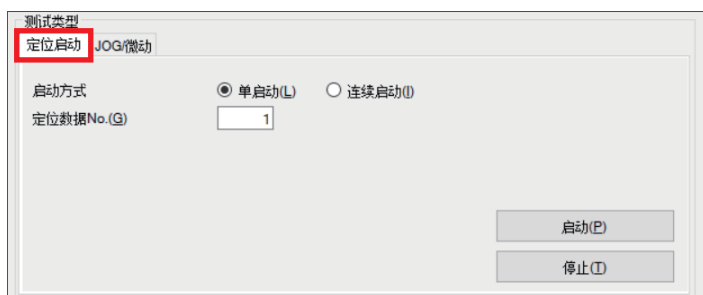 测试类型
定位启动 JOG/微动
启动方式 单启动(L) 连续启动(I)
定位数据No.(G) 1
启动(P)
停止(T)